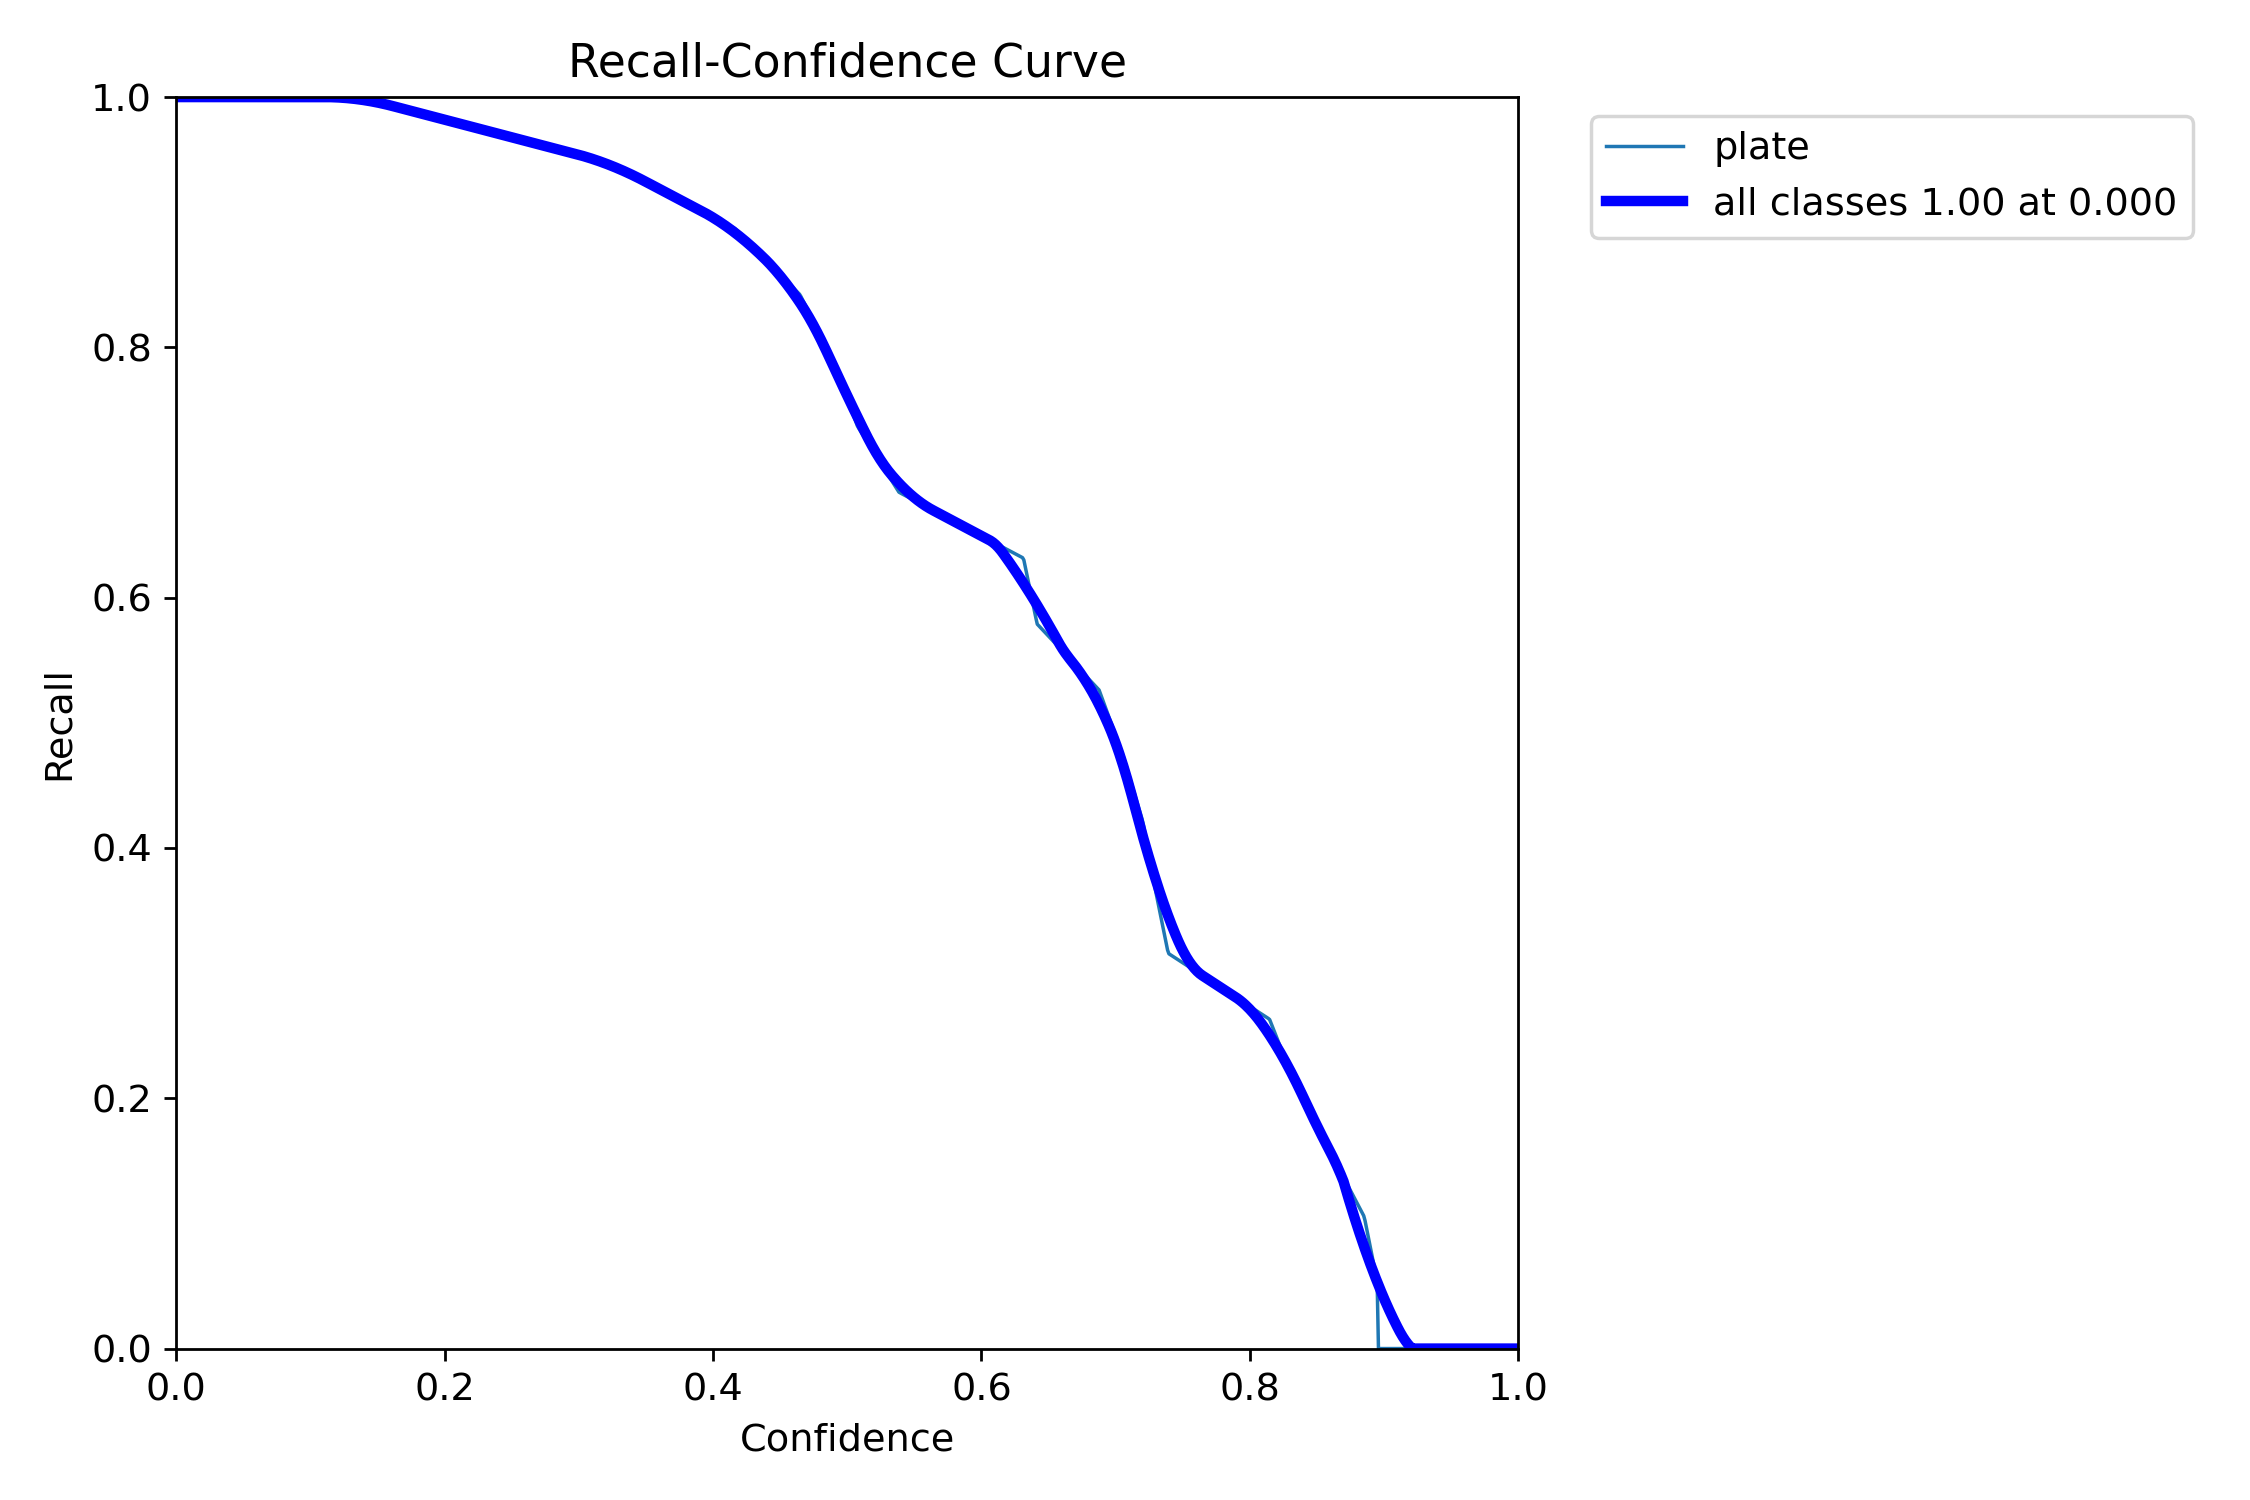 Recall-Confidence Curve
1.0
0.8
0.6
0.4
0.2
0.0
Recall
0.0 0.2 0.4 0.6 0.8 1.0
Confidence
plate
all classes 1.00 at 0.000